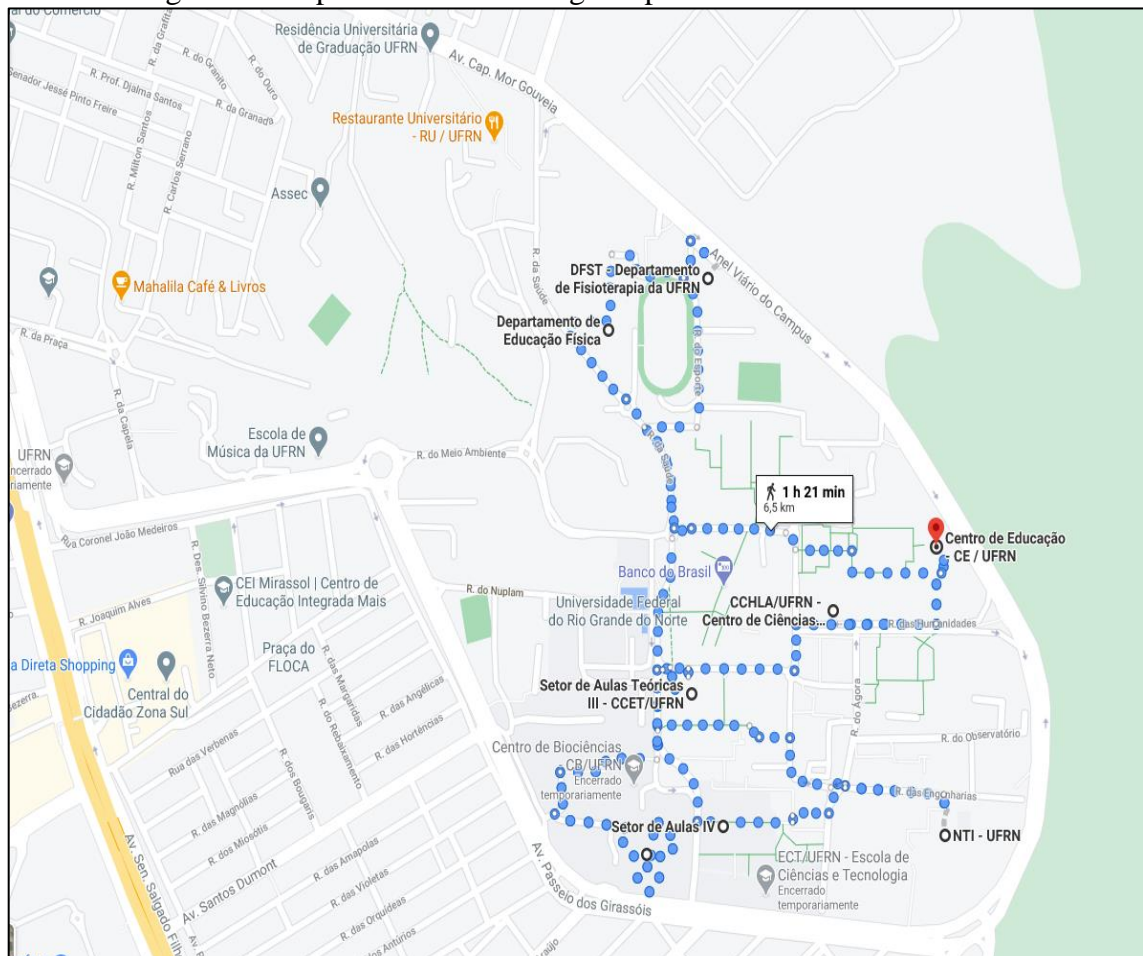 al do Comércio
R. da Grafita
Residência Universitária
de Graduação UFRN
Av. Cap. Mor Gouveia
R. do Granito
R. do Ouro
R. Prof. Djalma Santos
Senador Jessé Pinto Freire
R. da Granada
Restaurante Universitário
- RU / UFRN
R. Milton Santos
R. Carlos Serrano
Assec
Mahalila Café & Livros
R. da Saúde
DFST - Departamento
de Fisioterapia da UFRN
Anel Viário do Campus
Departamento de
Educação Física
R. da Praça
R. do Esporte
R. da Capela
Escola de
Música da UFRN
UFRN
Encerrado
R. do Meio Ambiente
R. da Saúde
1 h 21 min
6,5 km
Rua Coronel João Medeiros
R. Des. Silvino Bezerra Neto
Centro de Educação
- CE / UFRN
CEI Mirassol | Centro de
Educação Integrada Mais
Banco do Brasil
R. do Nuplam
Universidade Federal
do Rio Grande do Norte
CCHLA/UFRN -
Centro de Ciências...
R. das Humanidades
R. Joaquim Alves
Praça do
FLOCA
a Direta Shopping
Central do
Cidadão Zona Sul
R. das Margaridas
R. do Rebaixamento
R. das Angélicas
R. das Hortências
Setor de Aulas Teóricas
III - CCET/UFRN
R. do Ágora
R. do Observatório
Rua das Verbenas
R. dos Bougaris
Centro de Biociências
- CB/UFRN
Encerrado
temporariamente
R. das Magnólias
R. das Engenharias
R. dos Miosótis
Setor de Aulas IV
NTI - UFRN
R. das Amapolas
Av. Passeio dos Girassóis
ECT/UFRN - Escola de
Ciências e Tecnologia
Encerrado
temporariamente
Av. Santos Dumont
R. das Violetas
R. das Orquídeas
R. dos Antúrios
Av. Sen. Salgado Filho